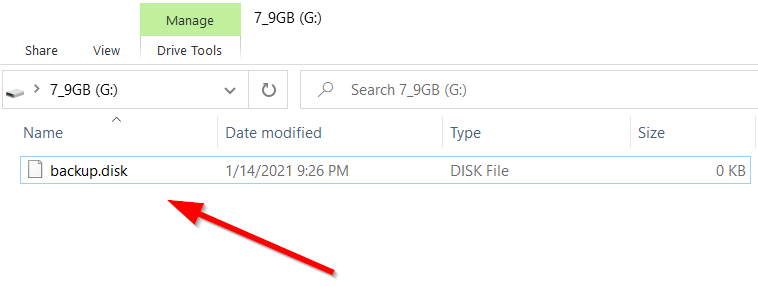 Manage
7_9GB (G:)
Share View Drive Tools
7_9GB (G:) Search 7_9GB (G:)
Name Date modified Type Size
backup.disk 1/14/2021 9:26 PM DISK File 0 KB